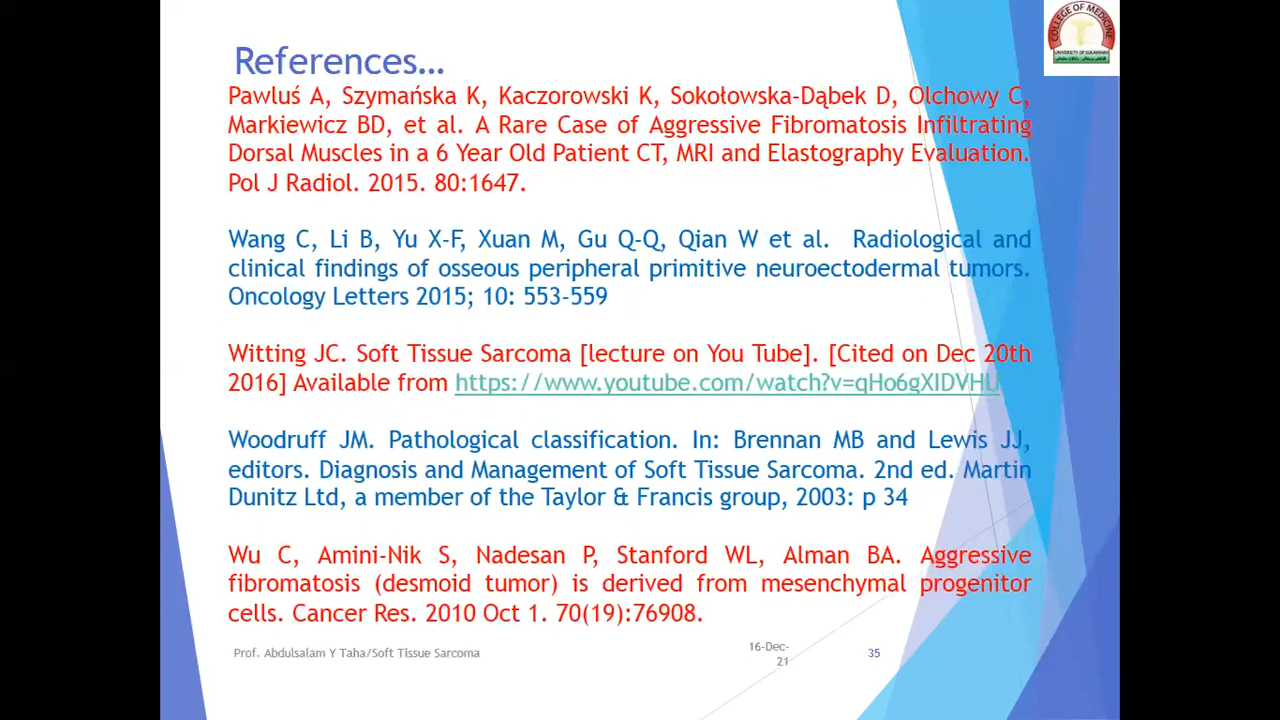 COLLEGE OF MEDICINE
UNIVERSITY OF SULAIMANI
References…
Pawluś A, Szymańska K, Kaczorowski K, Sokołowska-Dąbek D, Olchowy C,
Markiewicz BD, et al. A Rare Case of Aggressive Fibromatosis Infiltrating
Dorsal Muscles in a 6 Year Old Patient CT, MRI and Elastography Evaluation.
Pol J Radiol. 2015. 80:1647.
Wang C, Li B, Yu X-F, Xuan M, Gu Q-Q, Qian W et al. Radiological and
clinical findings of osseous peripheral primitive neuroectodermal tumors.
Oncology Letters 2015; 10: 553-559
Witting JC. Soft Tissue Sarcoma [lecture on You Tube]. [Cited on Dec 20th
2016] Available from https://www.youtube.com/watch?v=qHo6gXIDVHU
Woodruff JM. Pathological classification. In: Brennan MB and Lewis JJ,
editors. Diagnosis and Management of Soft Tissue Sarcoma. 2nd ed. Martin
Dunitz Ltd, a member of the Taylor & Francis group, 2003: p 34
Wu C, Amini-Nik S, Nadesan P, Stanford WL, Alman BA. Aggressive
fibromatosis (desmoid tumor) is derived from mesenchymal progenitor
cells. Cancer Res. 2010 Oct 1. 70(19):76908.
Prof. Abdulsalam Y Taha/Soft Tissue Sarcoma
16-Dec-
21
35